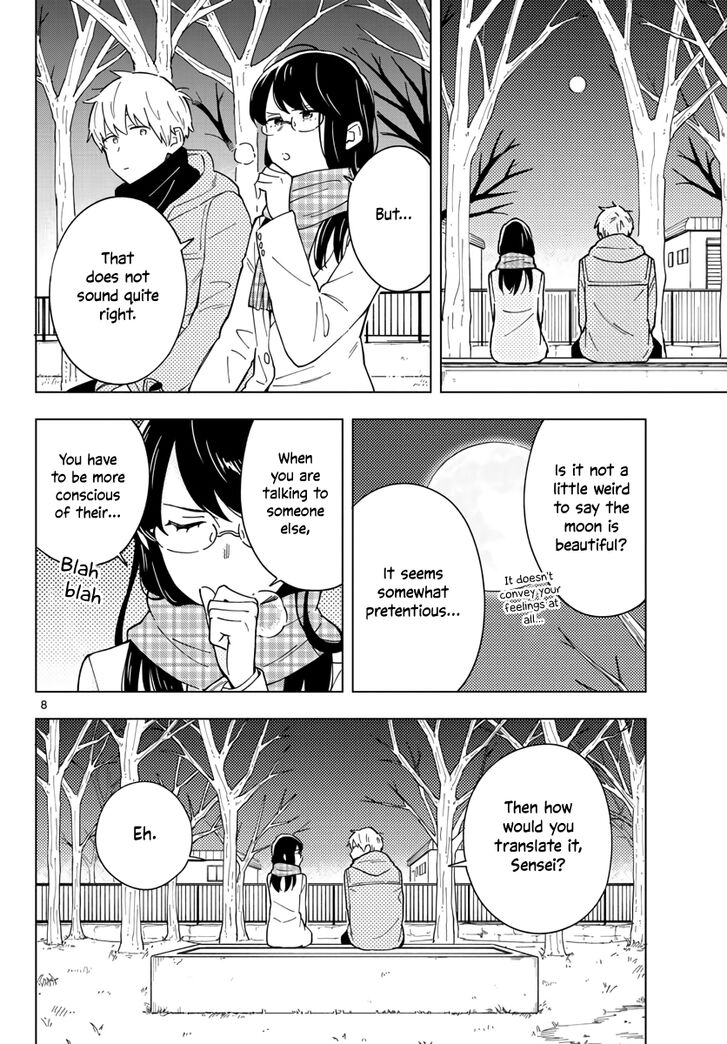 But...
That
does not
sound quite
right.
Is it not a
little weird
to say the
moon is
beautiful?
It doesn't
convey your
feelings at
all...
It seems
somewhat
pretentious...
When
you are
talking to
someone
else,
You have
to be more
conscious
of their...
Blah
blah
8
Then how
would you
translate it,
Sensei?
Eh.